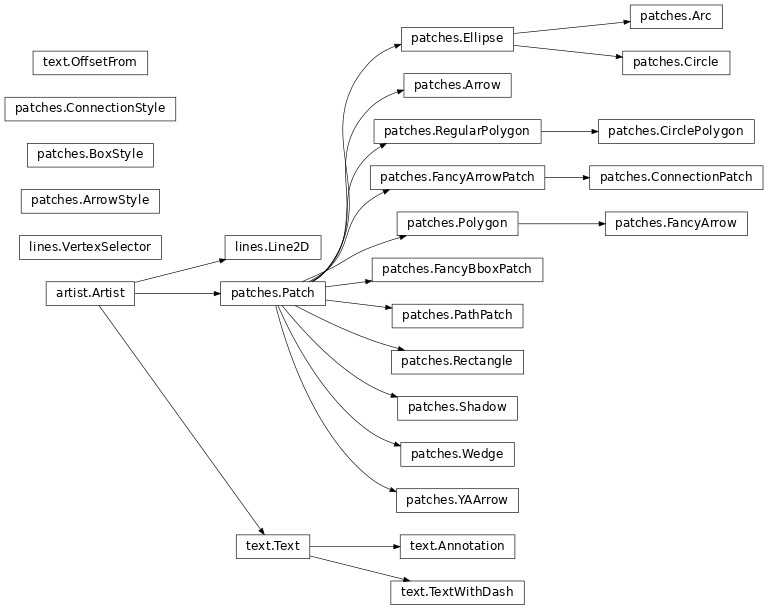 patches.Arc
patches.Ellipse
text.OffsetFrom
patches.Circle
patches.Arrow
patches.ConnectionStyle
patches.RegularPolygon
patches.CirclePolygon
patches.BoxStyle
patches.FancyArrowPatch
patches.ConnectionPatch
patches.ArrowStyle
patches.Polygon
patches.FancyArrow
lines.VertexSelector
lines.Line2D
patches.FancyBboxPatch
artist.Artist
patches.Patch
patches.PathPatch
patches.Rectangle
patches.Shadow
patches.Wedge
patches.YAArrow
text.Text
text.Annotation
text.TextWithDash